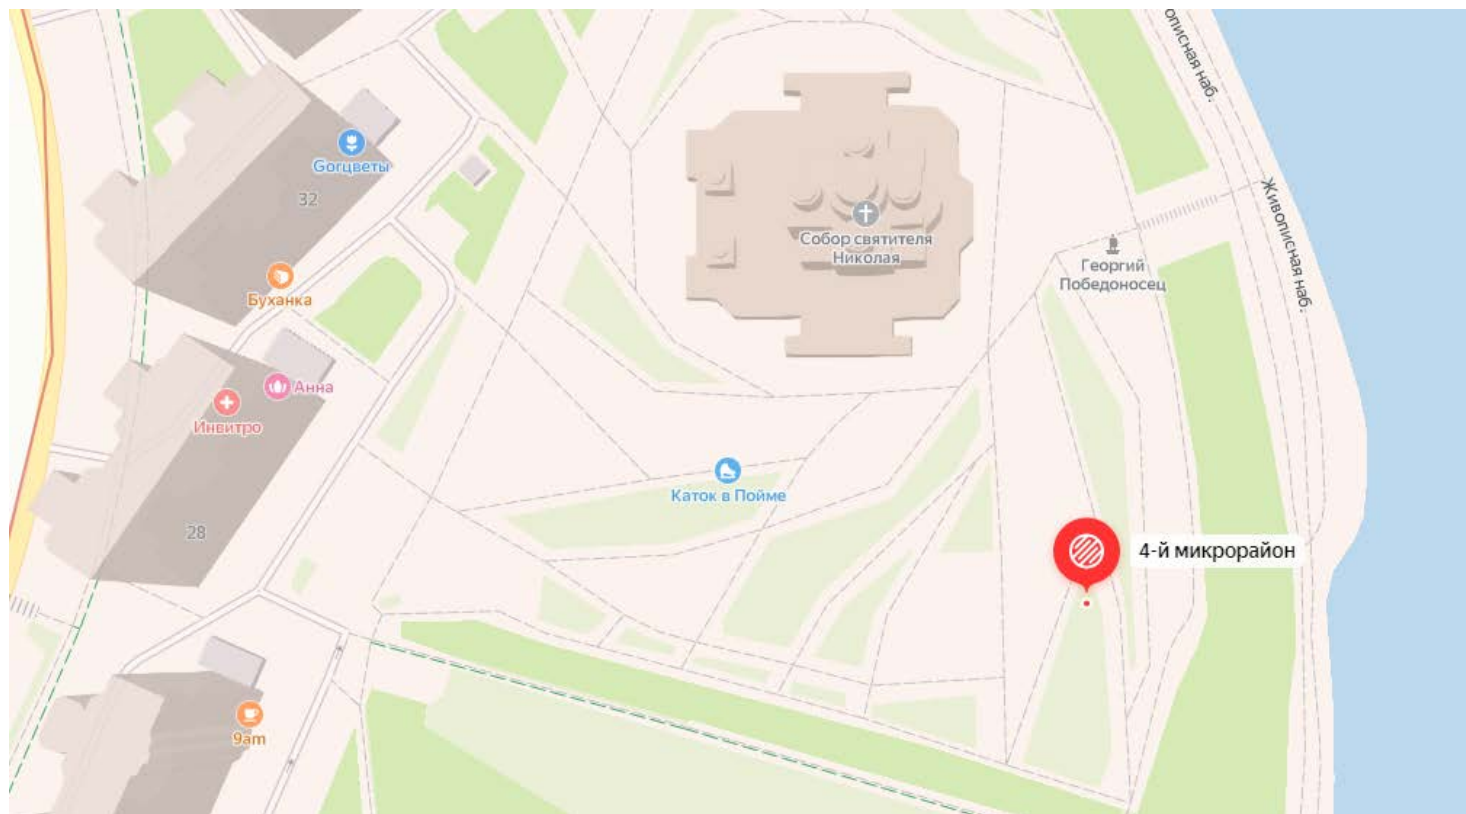 описная наб.
Gorцветы
32
Живописная наб.
Собор святителя
Николая
Георгий
Победоносец
Буханка
Анна
Инвитро
Каток в Пойме
28
4-й микрорайон
9am